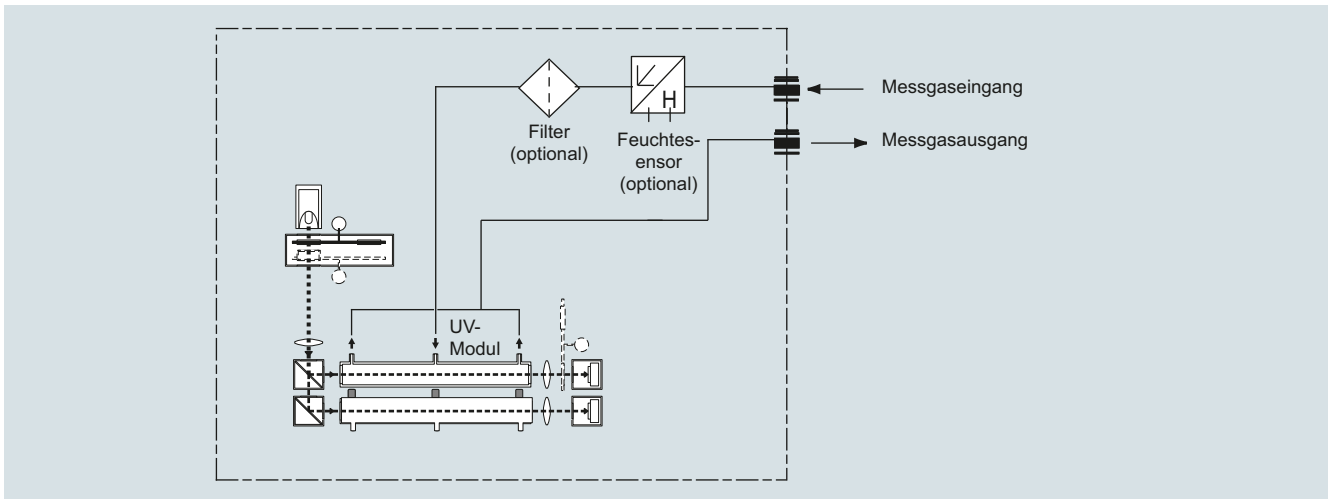 Messgaseingang
H
Filter
(optional)
Feuchtes-
ensor
(optional)
Messgasausgang
UV-
Modul